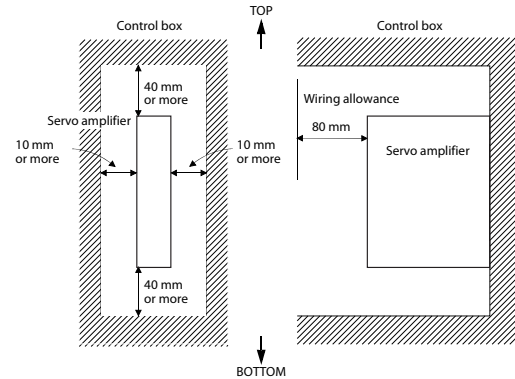 TOP
Control box
Control box
40 mm
or more
Wiring allowance
Servo amplifier
80 mm
10 mm
or more
10 mm
or more
Servo amplifier
40 mm
or more
BOTTOM